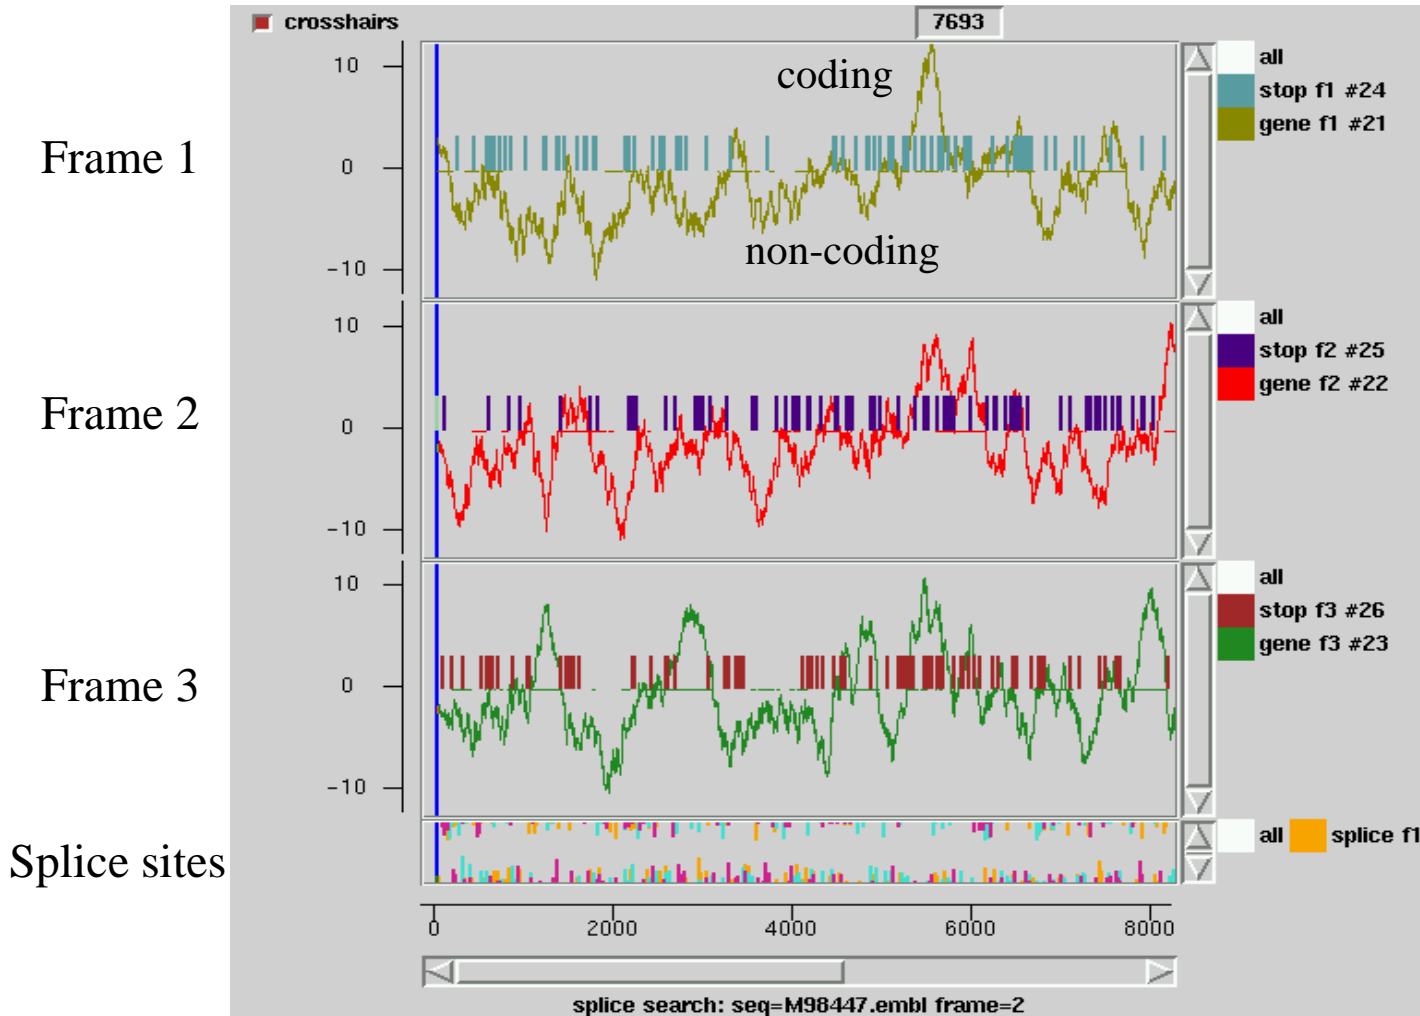 crosshairs
7693
Frame 1
10
0
-10
coding
non-coding
all
stop f1 #24
gene f1 #21
Frame 2
10
0
-10
all
stop f2 #25
gene f2 #22
Frame 3
10
0
-10
all
stop f3 #26
gene f3 #23
Splice sites
all
splice f1
0 2000 4000 6000 8000
splice search: seq=M98447.embl frame=2